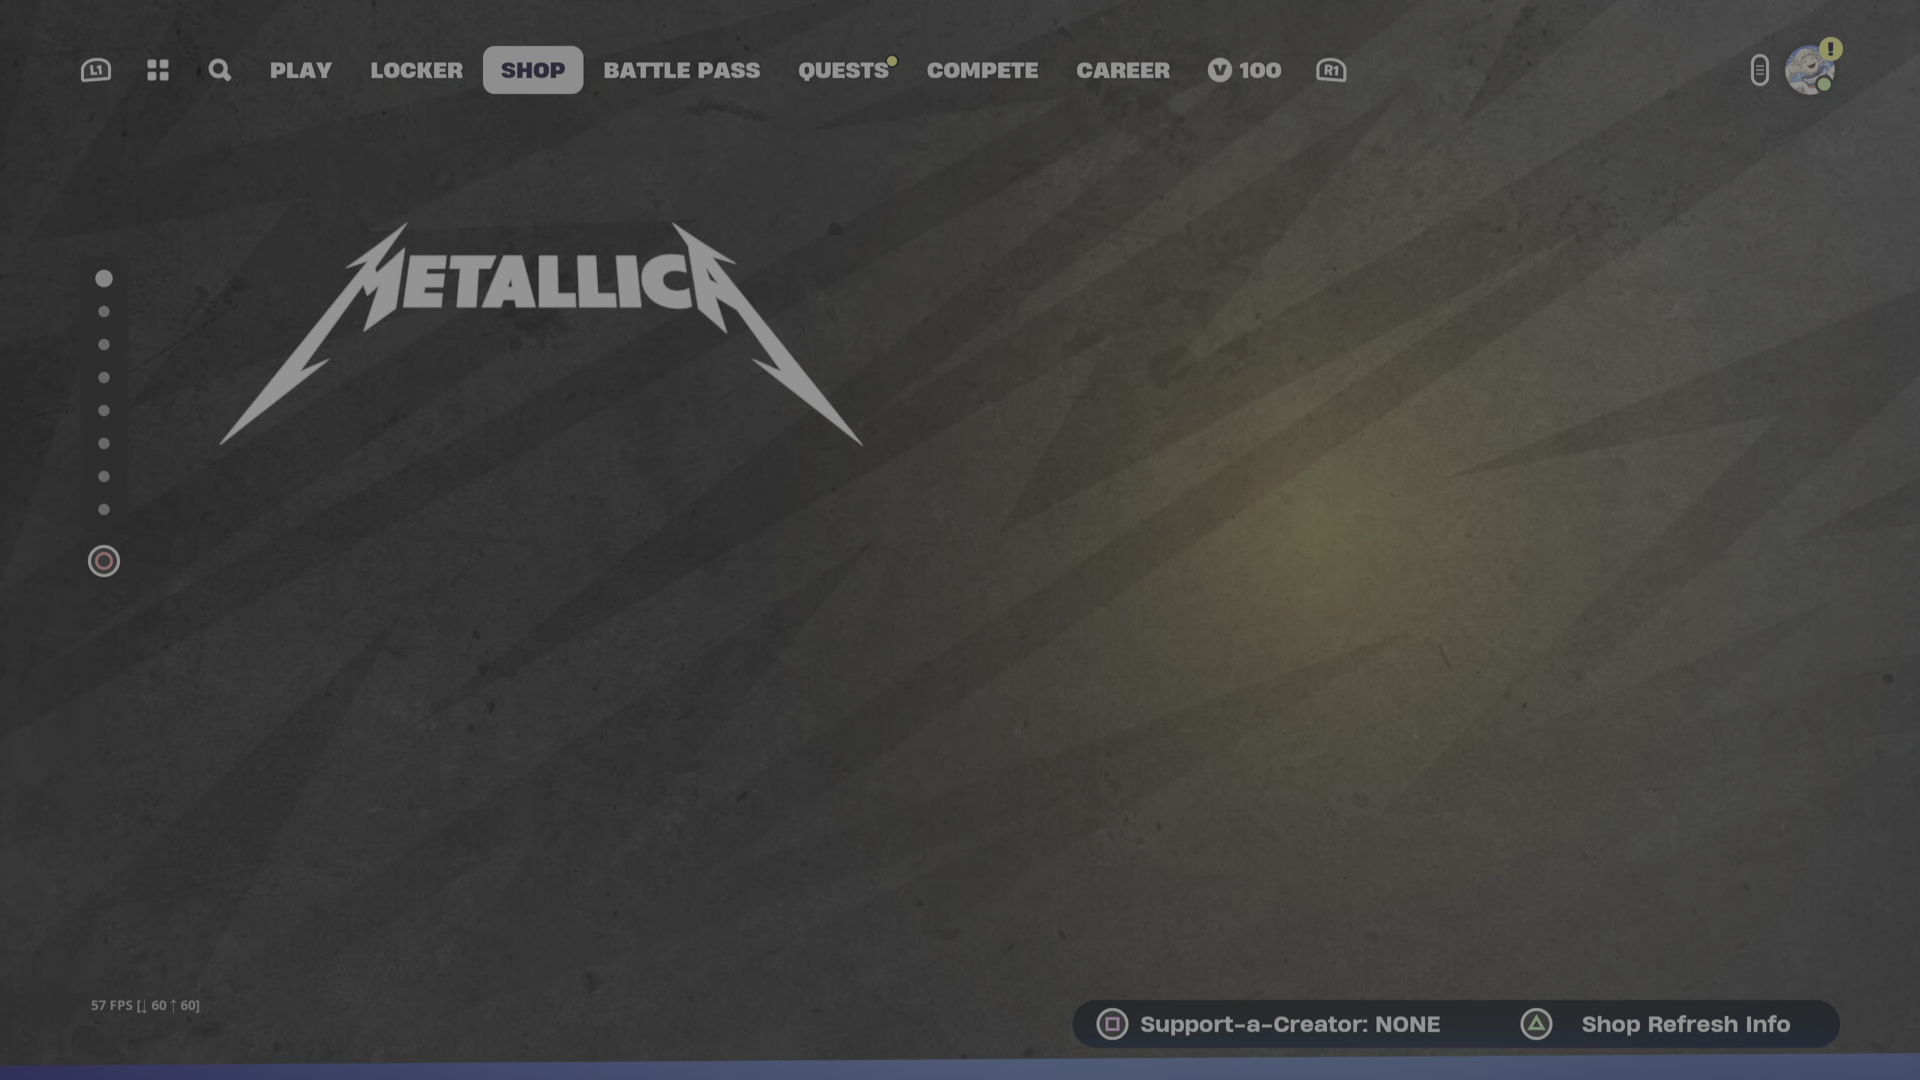 L1 PLAY LOCKER SHOP BATTLE PASS QUESTS COMPETE CAREER V 100 R1 !
METALLICA
57 FPS [↓ 60 ↑ 60]
Support-a-Creator: NONE Shop Refresh Info